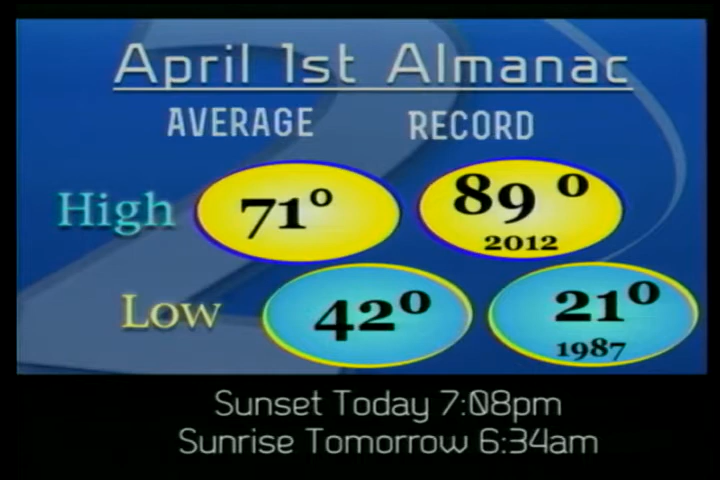 April 1st Almanac
AVERAGE RECORD
High 71° 89°
2012
Low 42° 21°
1987
Sunset Today 7:08pm
Sunrise Tomorrow 6:34am